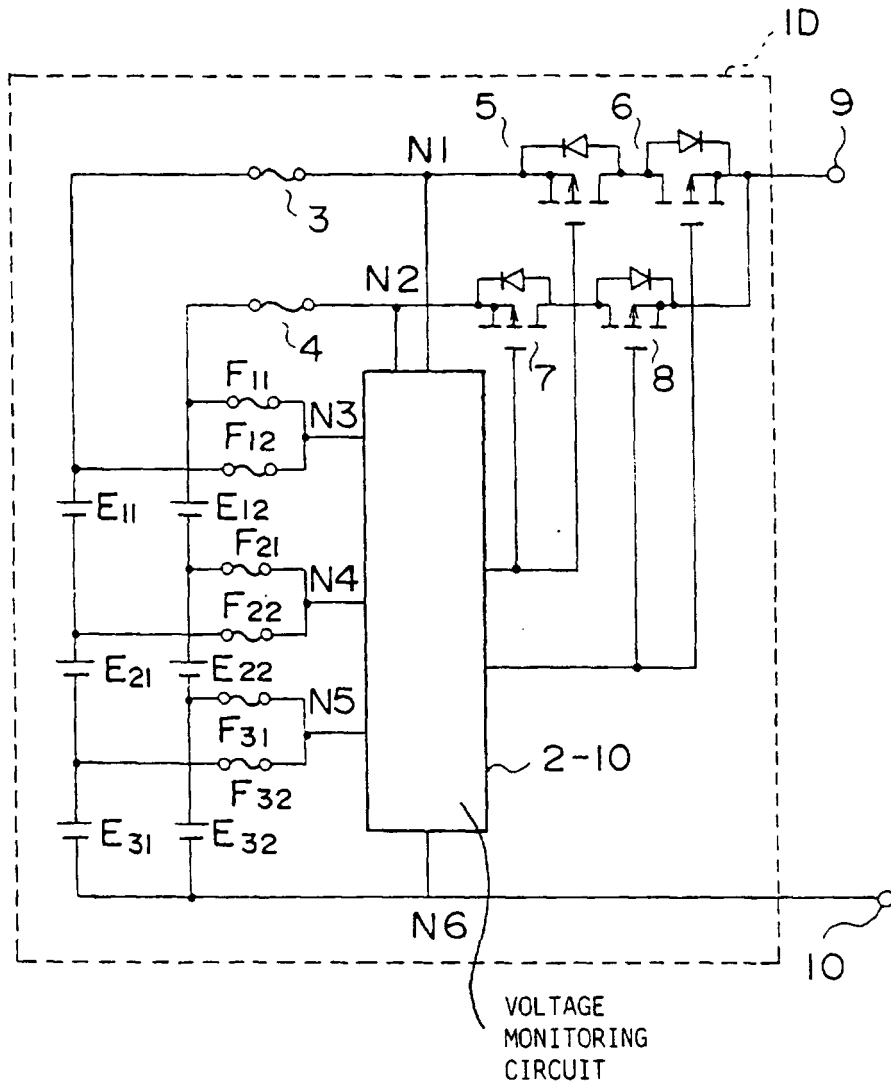 1D
5
6
9
N1
3
N2
4
7
8
F11
N3
F12
E11
E12
F21
N4
F22
E21
E22
N5
F31
2-10
F32
E31
E32
N6
10
VOLTAGE
MONITORING
CIRCUIT